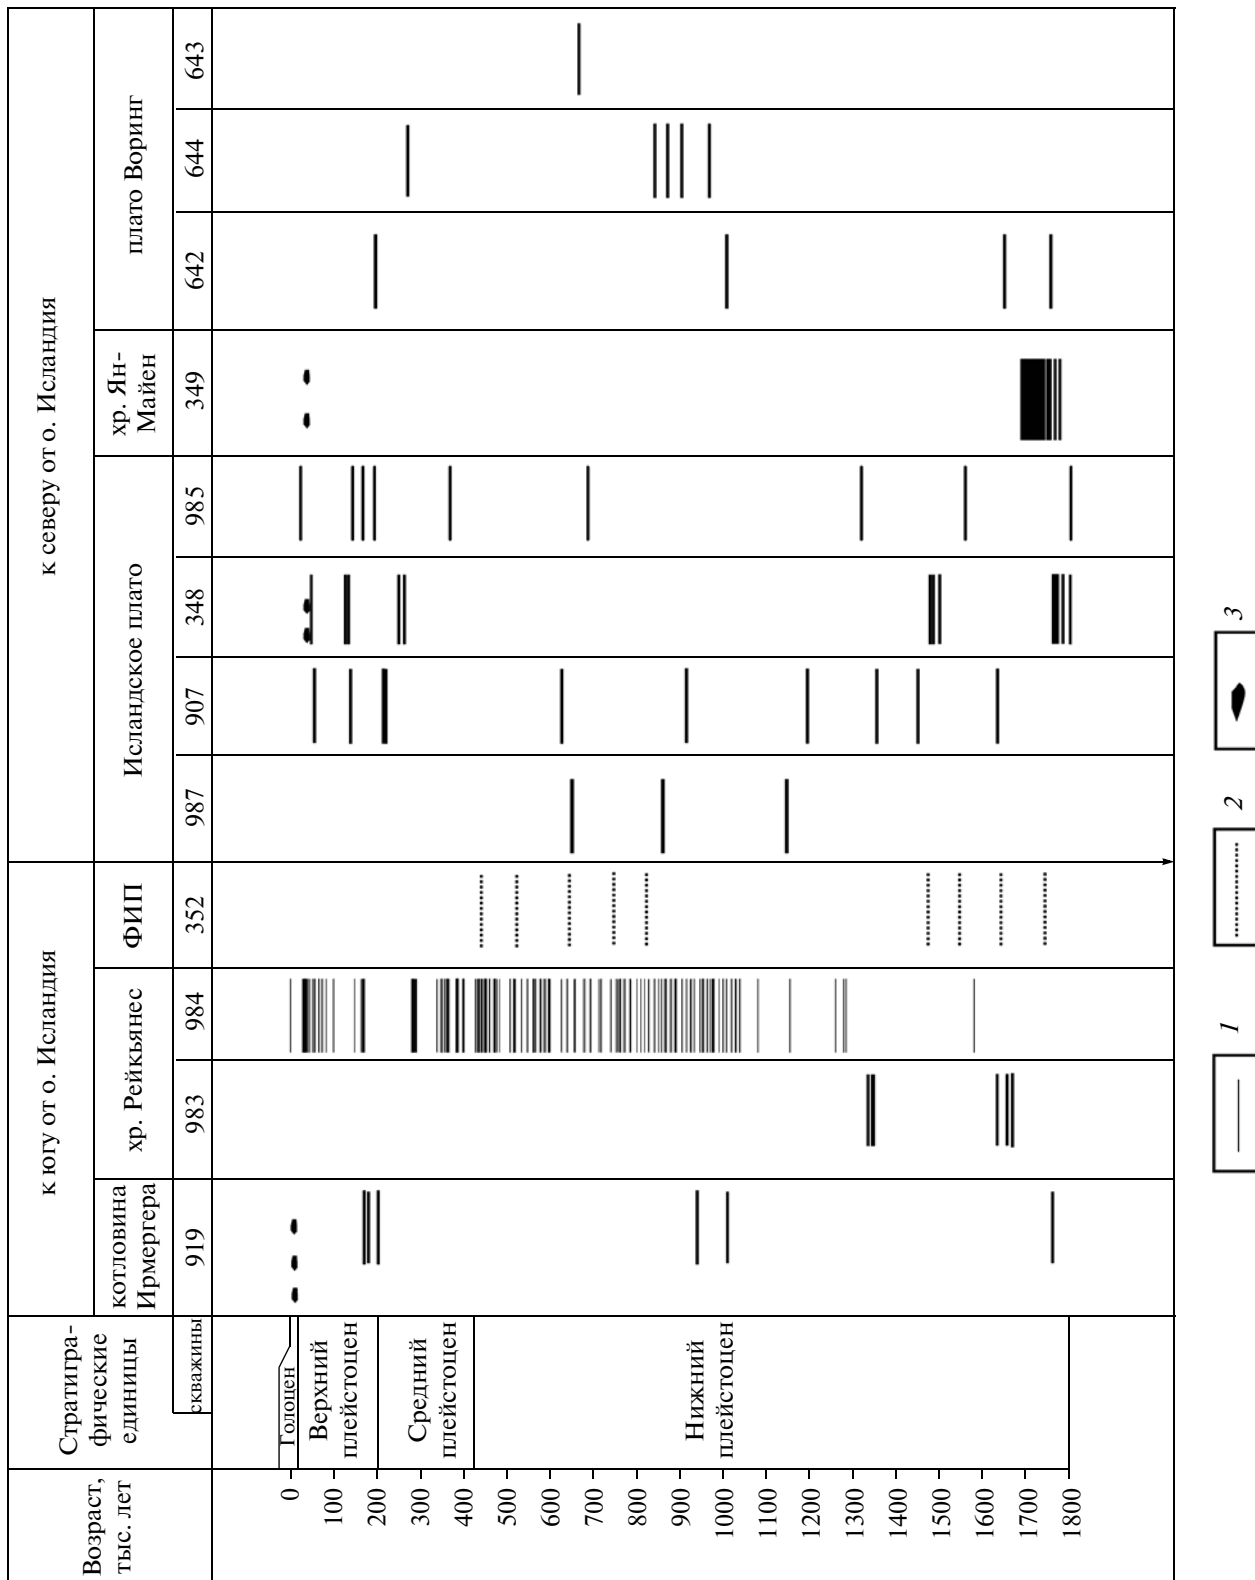 Возраст,
тыс. лет
Стратигра-
фические
единицы
скважины
к югу от о. Исландия
к северу от о. Исландия
котловина
Ирмергера
хр. Рейкьянес
ФИП
Исландское плато
хр. Ян-
Майен
плато Воринг
919
983
984
352
987
907
348
985
349
642
644
643
Голоцен
Верхний
плейстоцен
Средний
плейстоцен
Нижний
плейстоцен
0
100
200
300
400
500
600
700
800
900
1000
1100
1200
1300
1400
1500
1600
1700
1800
1
2
3